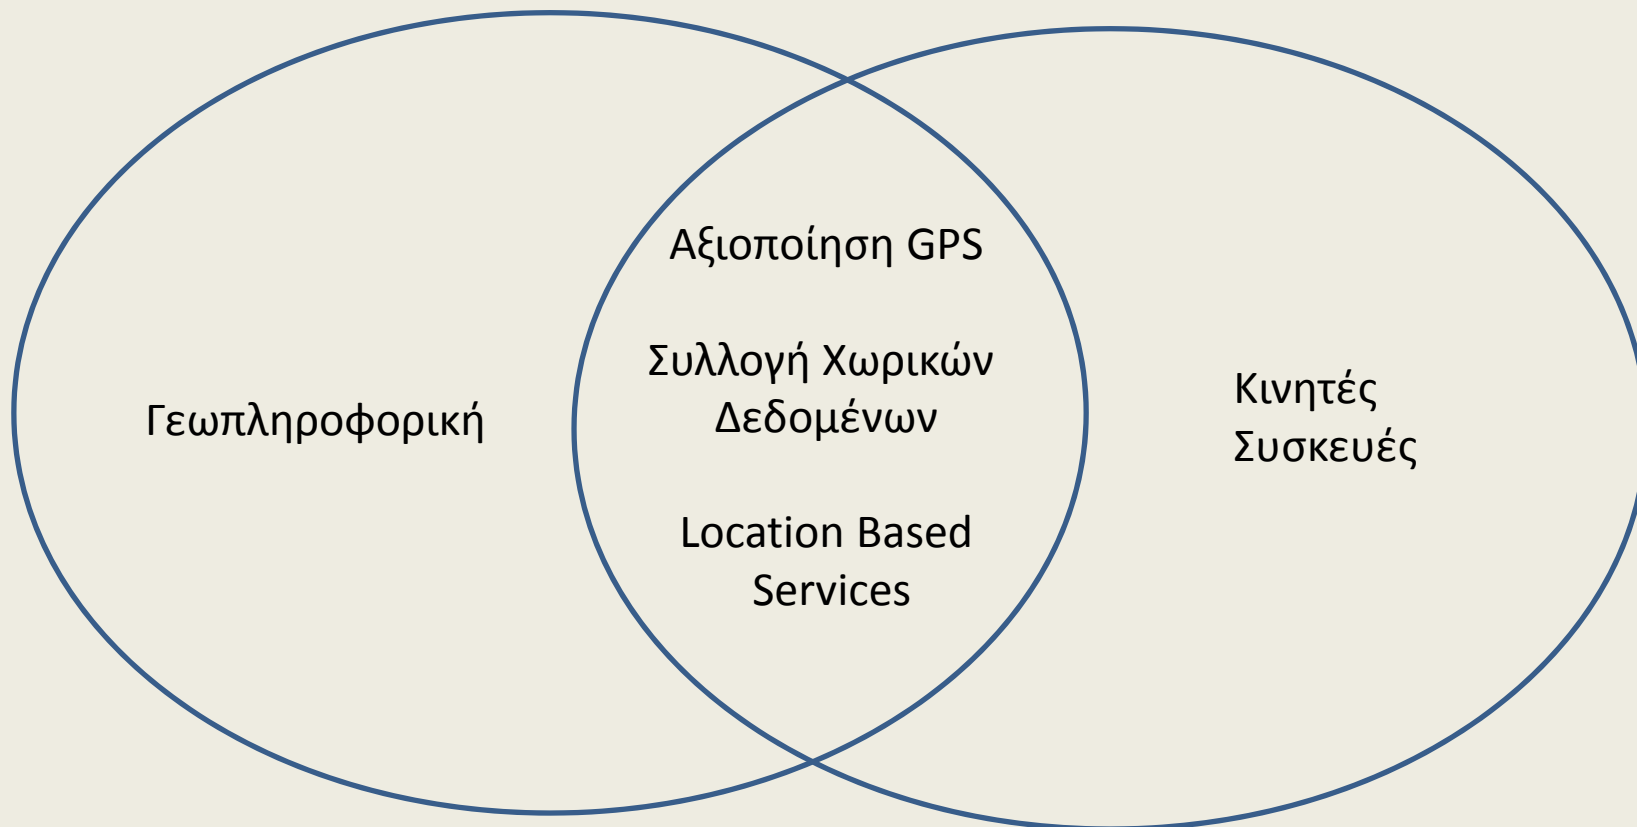 Γεωπληροφορική
Αξιοποίηση GPS
Συλλογή Χωρικών
Δεδομένων
Location Based
Services
Κινητές
Συσκευές